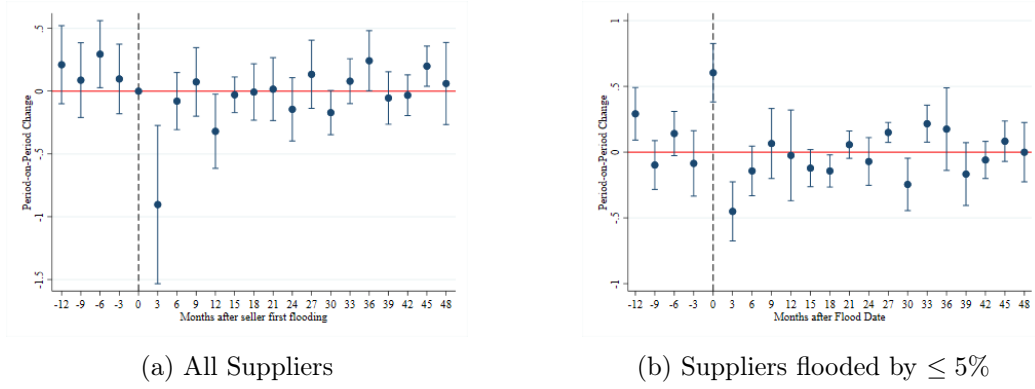 Period-on-Period Change
.5
0
-.5
-1
-1.5
-12 -9 -6 -3 0 3 6 9 12 15 18 21 24 27 30 33 36 39 42 45 48
Months after seller first flooding
(a) All Suppliers
Period-on-Period Change
1
.5
0
-.5
-1
-12 -9 -6 -3 0 3 6 9 12 15 18 21 24 27 30 33 36 39 42 45 48
Months after Flood Date
(b) Suppliers flooded by ≤ 5%